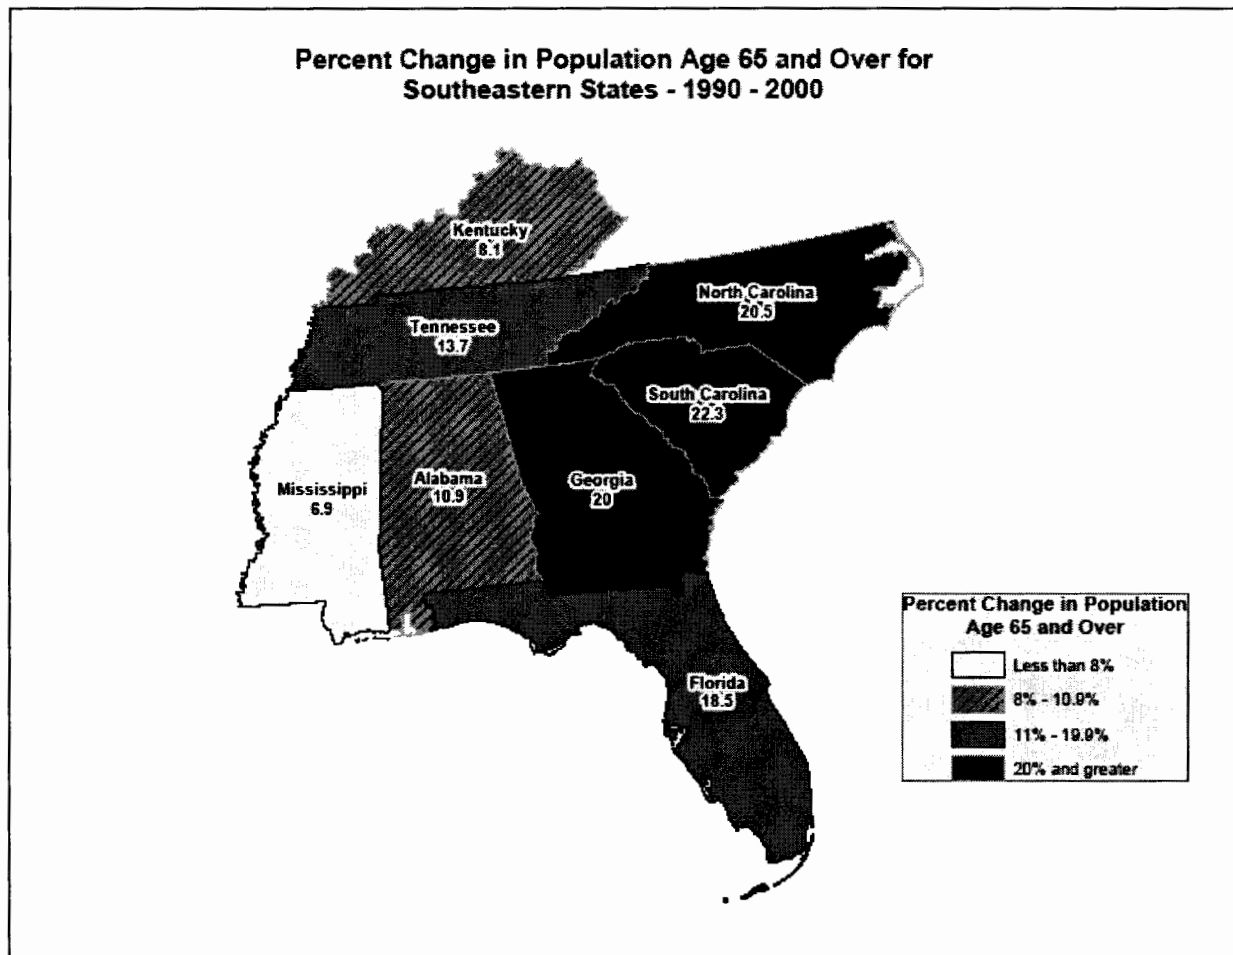 Percent Change in Population Age 65 and Over for
Southeastern States - 1990 - 2000
Kentucky
8.1
North Carolina
20.5
Tennessee
13.7
South Carolina
22.3
Mississippi
6.9
Alabama
10.9
Georgia
20
Florida
18.5
Percent Change in Population
Age 65 and Over
Less than 8%
8% - 10.9%
11% - 19.9%
20% and greater